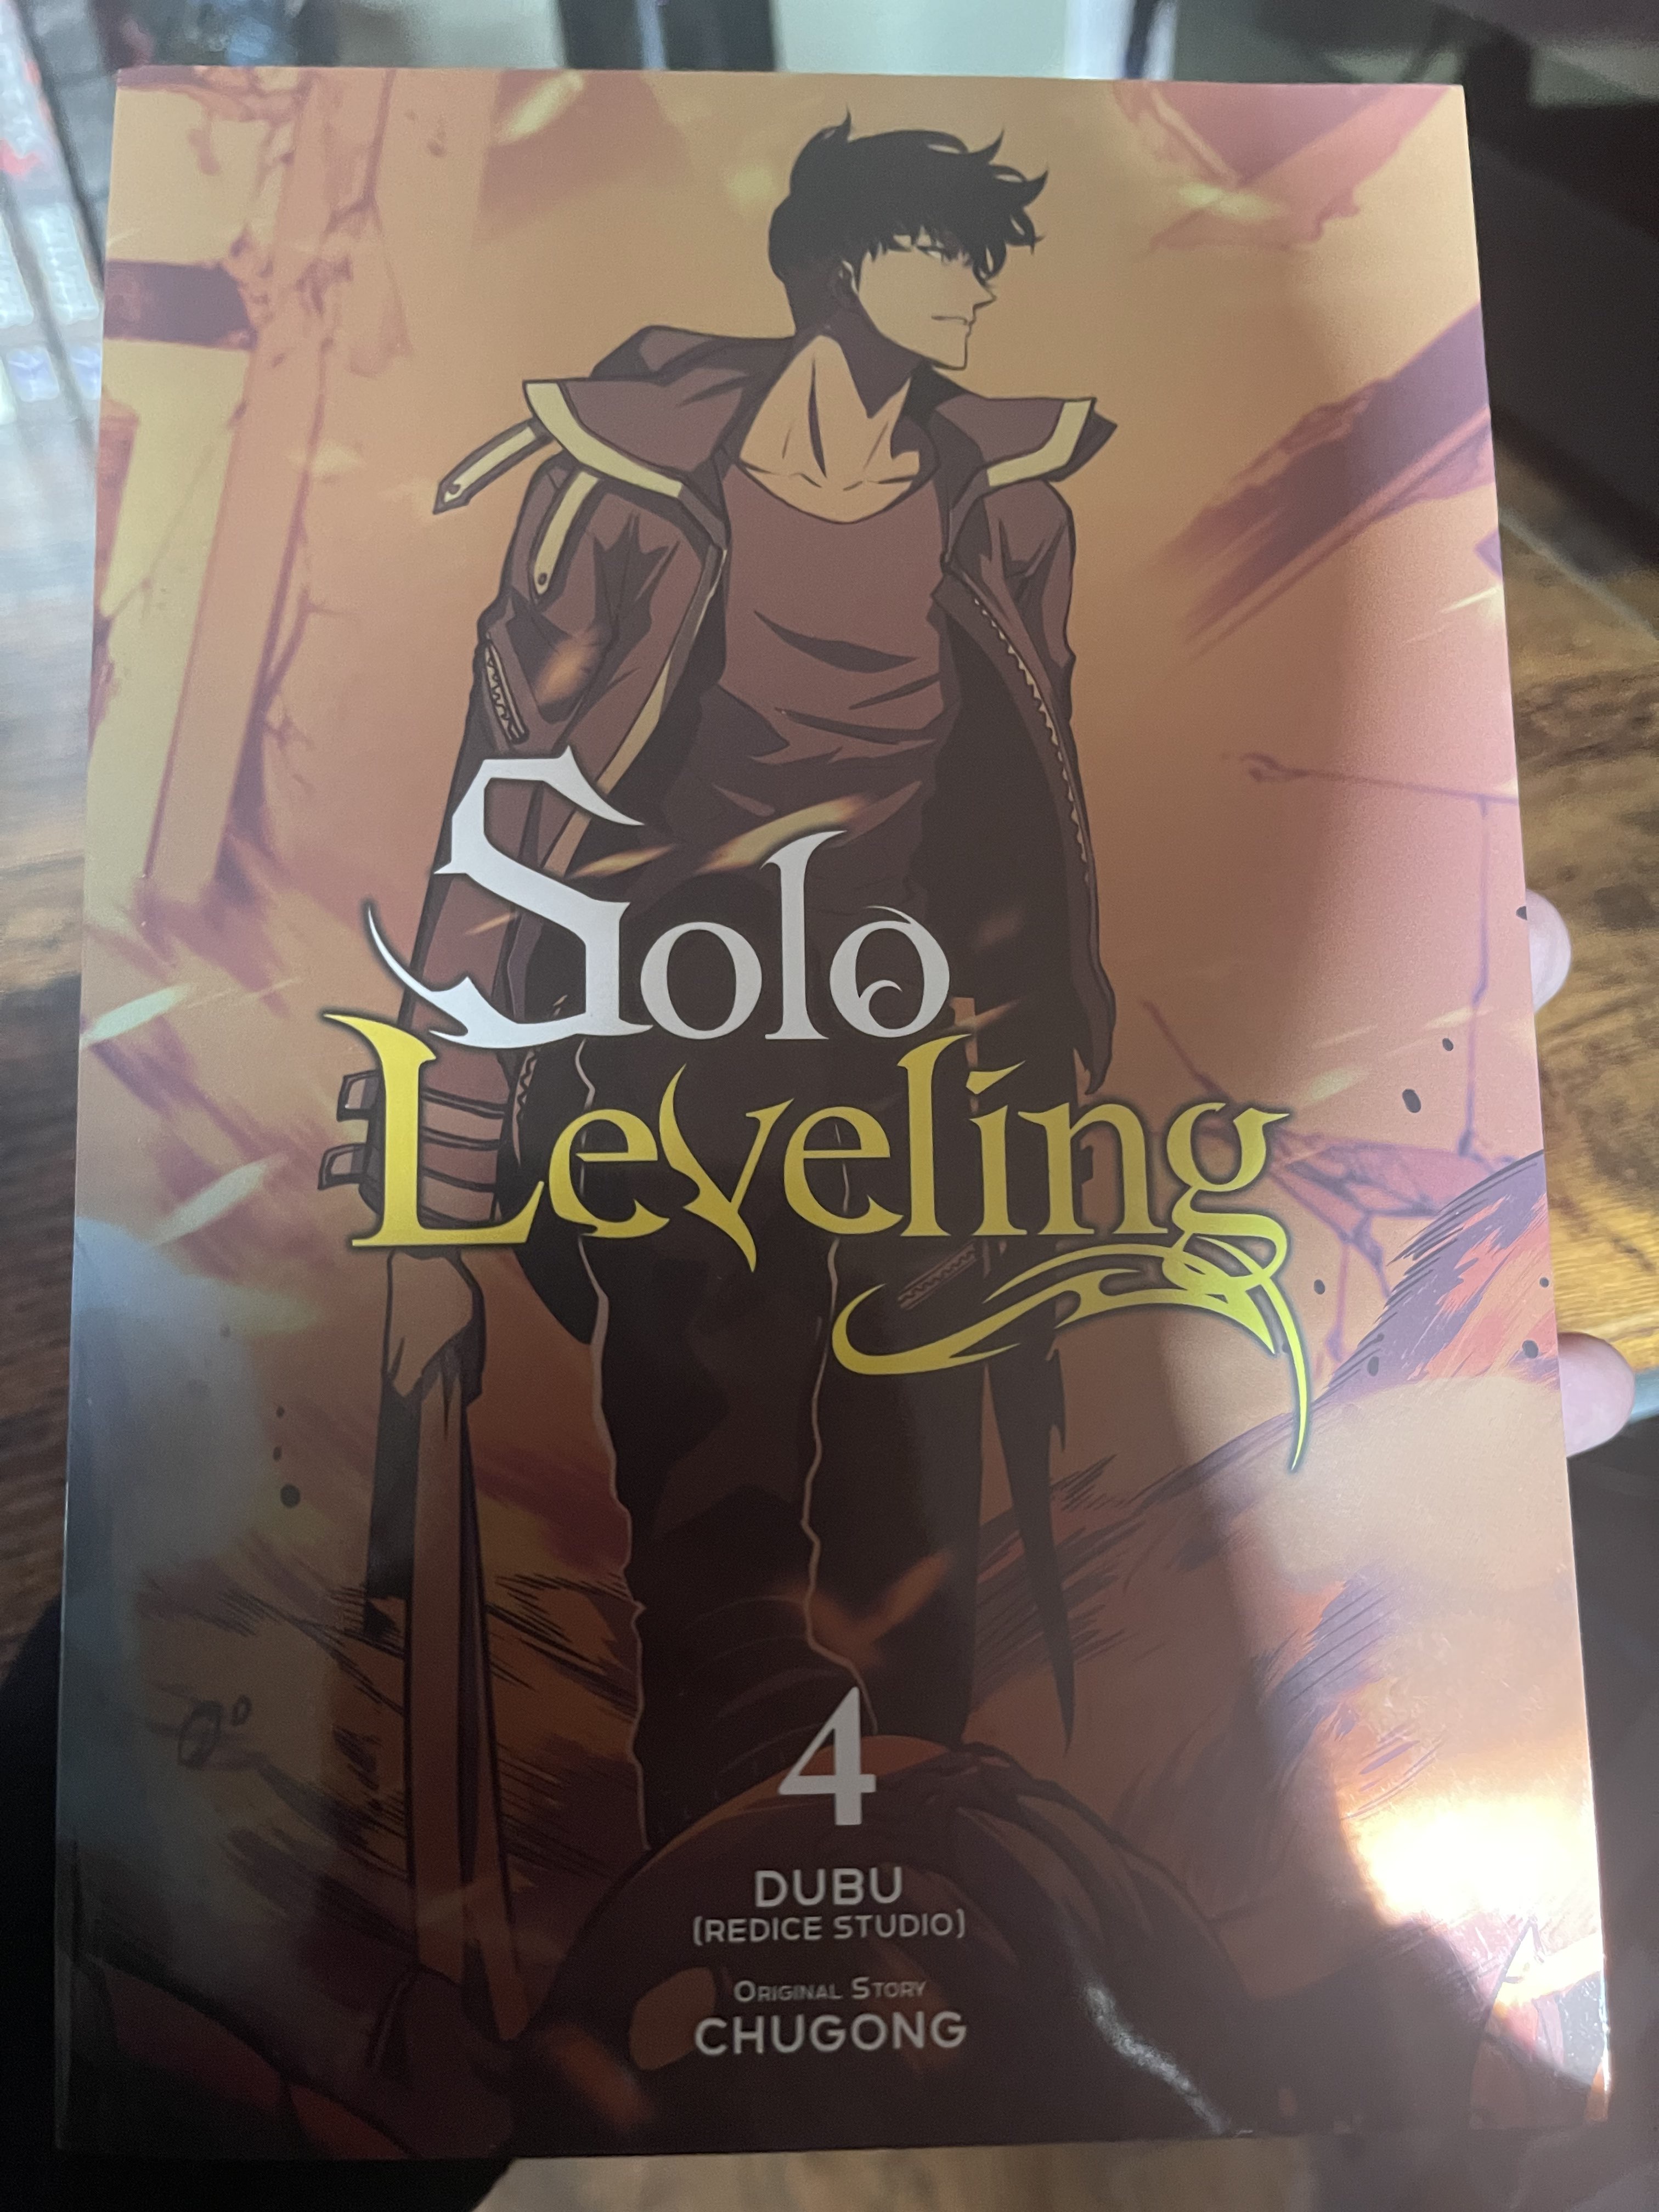 Solo
Leveling
4
DUBU
(REDICE STUDIO)
ORIGINAL STORY
CHUGONG